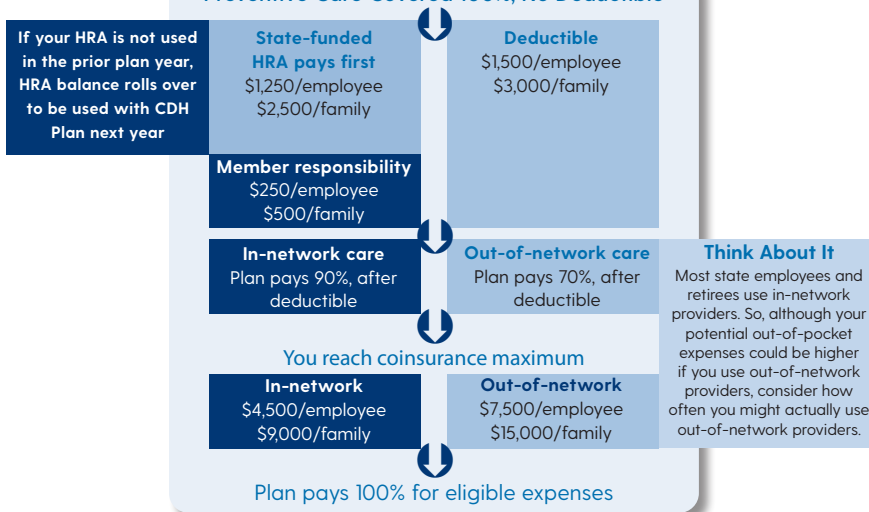 Preventive Care Covered 100%, No Deductible
If your HRA is not used
in the prior plan year,
HRA balance rolls over
to be used with CDH
Plan next year
State-funded
HRA pays first
$1,250/employee
$2,500/family
Deductible
$1,500/employee
$3,000/family
Member responsibility
$250/employee
$500/family
In-network care
Plan pays 90%, after
deductible
Out-of-network care
Plan pays 70%, after
deductible
Think About It
Most state employees and
retirees use in-network
providers. So, although your
potential out-of-pocket
expenses could be higher
if you use out-of-network
providers, consider how
often you might actually use
out-of-network providers.
You reach coinsurance maximum
In-network
$4,500/employee
$9,000/family
Out-of-network
$7,500/employee
$15,000/family
Plan pays 100% for eligible expenses